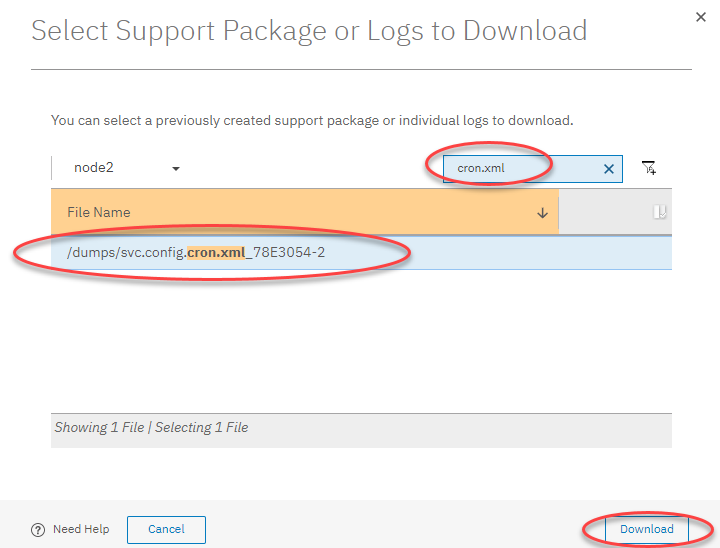 Select Support Package or Logs to Download
You can select a previously created support package or individual logs to download.
node2
cron.xml
File Name
/dumps/svc.config.cron.xml_78E3054-2
Showing 1 File | Selecting 1 File
Need Help
Cancel
Download